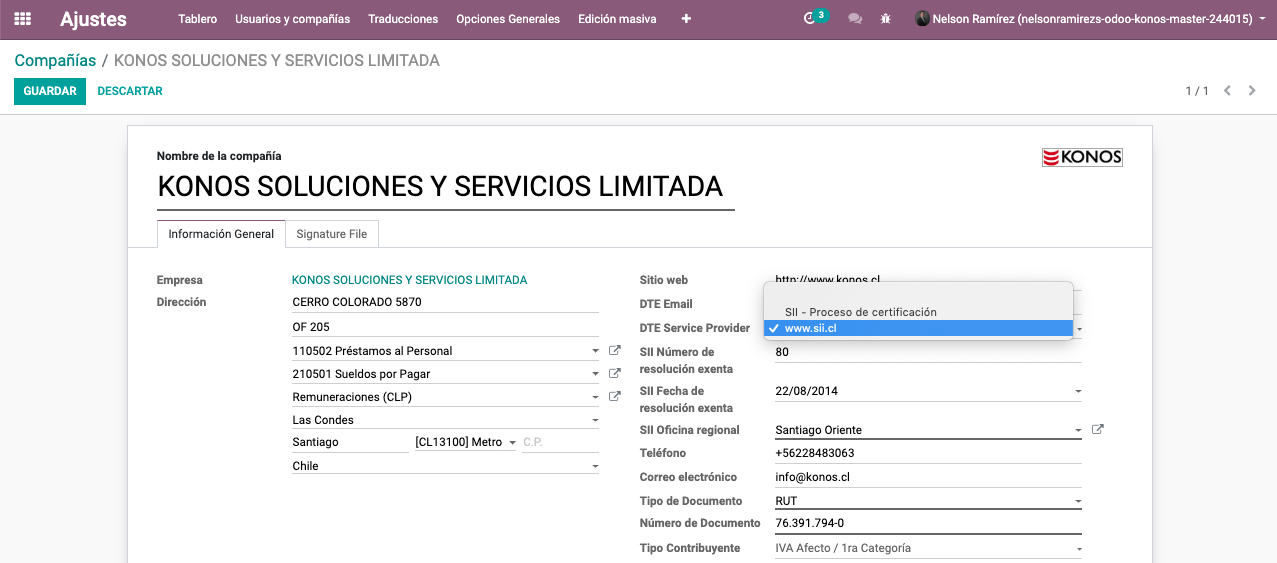 Ajustes Tablero Usuarios y compañías Traducciones Opciones Generales Edición masiva + 3 Nelson Ramírez (nelsonramirezs-odoo-konos-master-244015)
Compañías / KONOS SOLUCIONES Y SERVICIOS LIMITADA
GUARDAR DESCARTAR 1 / 1
Nombre de la compañía
KONOS
KONOS SOLUCIONES Y SERVICIOS LIMITADA
Información General Signature File
Empresa KONOS SOLUCIONES Y SERVICIOS LIMITADA
Dirección CERRO COLORADO 5870
OF 205
110502 Préstamos al Personal
210501 Sueldos por Pagar
Remuneraciones (CLP)
Las Condes
Santiago [CL13100] Metro C.P.
Chile
Sitio web http://www.konos.cl
DTE Email
SII - Proceso de certificación
DTE Service Provider www.sii.cl
SII Número de resolución exenta 80
SII Fecha de resolución exenta 22/08/2014
SII Oficina regional Santiago Oriente
Teléfono +56228483063
Correo electrónico info@konos.cl
Tipo de Documento RUT
Número de Documento 76.391.794-0
Tipo Contribuyente IVA Afecto / 1ra Categoría